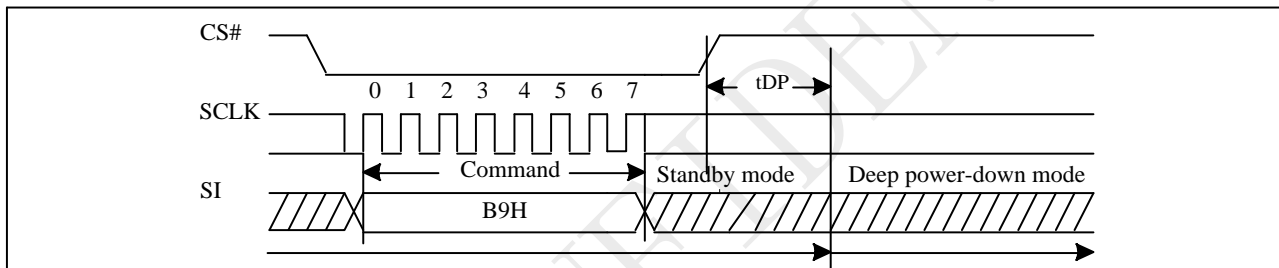 CS#
tDP
0 1 2 3 4 5 6 7
SCLK
Command
Standby mode
Deep power-down mode
SI
B9H